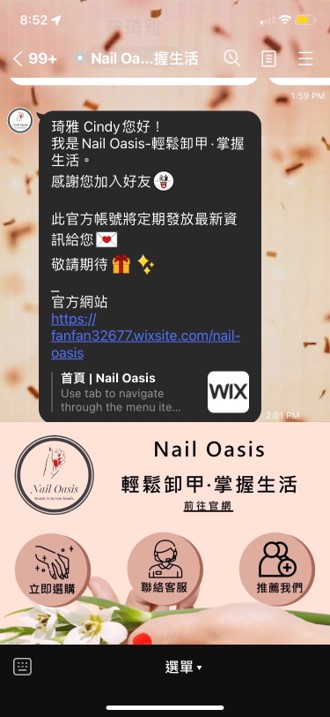 8:52
99+
Nail Oa...握生活
1:59 PM
琦雅 Cindy您好！
我是Nail Oasis-輕鬆卸甲·掌握
生活。
感謝您加入好友
此官方帳號將定期發放最新資
訊給您💌
敬請期待🎁✨
_
官方網站
https://
fanfan32677.wixsite.com/nail-
oasis
首頁 | Nail Oasis
Use tab to navigate
through the menu ite...
WIX
2:01 PM
Nail Oasis
Nail Oasis
輕鬆卸甲·掌握生活
前往官網
立即選購
聯絡客服
推薦我們
選單▾